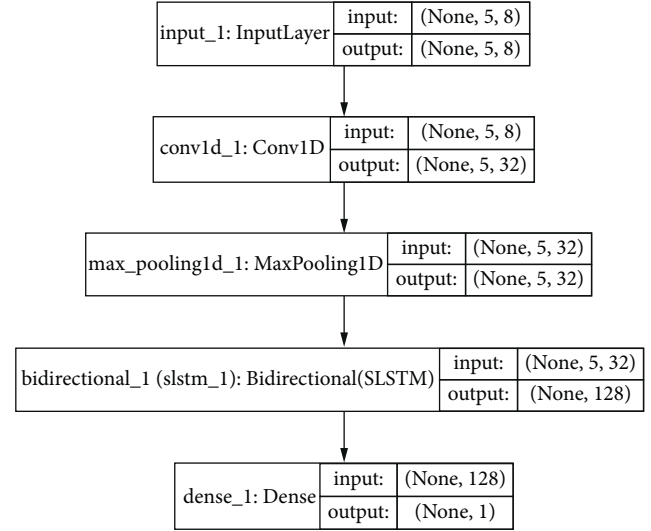 input_1: InputLayer
input: (None, 5, 8)
output: (None, 5, 8)
conv1d_1: Conv1D
input: (None, 5, 8)
output: (None, 5, 32)
max_pooling1d_1: MaxPooling1D
input: (None, 5, 32)
output: (None, 5, 32)
bidirectional_1 (slstm_1): Bidirectional(SLSTM)
input: (None, 5, 32)
output: (None, 128)
dense_1: Dense
input: (None, 128)
output: (None, 1)